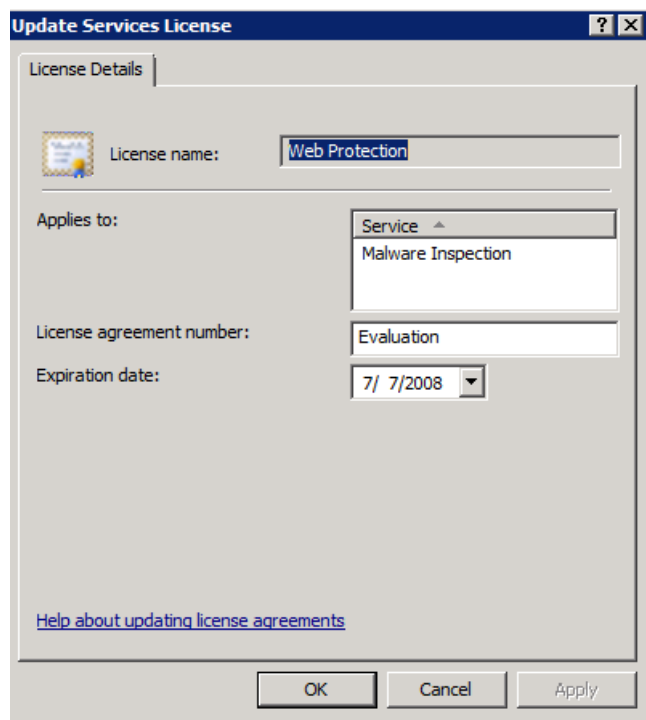 Update Services License
License Details
License name: Web Protection
Applies to:
Service
Malware Inspection
License agreement number: Evaluation
Expiration date: 7/ 7/2008
Help about updating license agreements
OK Cancel Apply